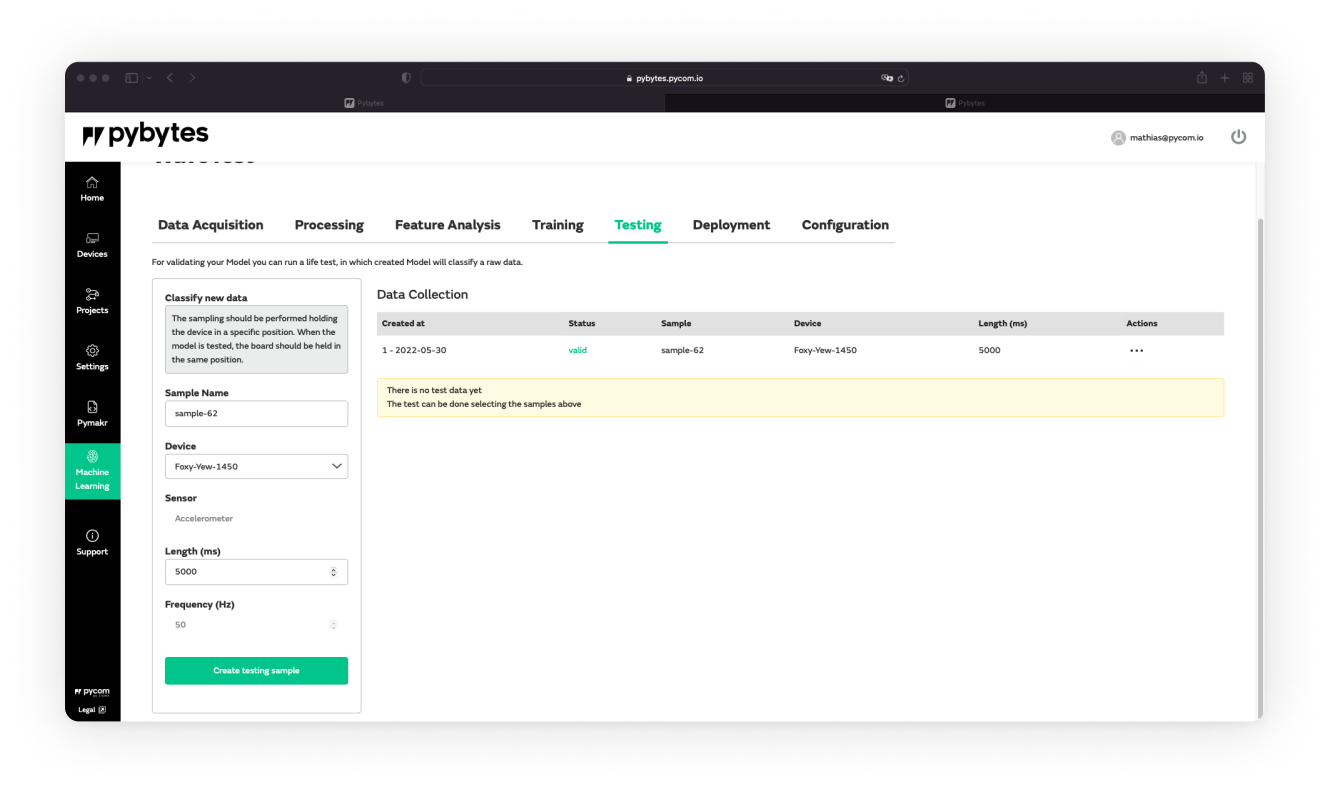 pybytes.pycom.io
Pybytes
Pybytes
pybytes
mathias@pycom.io
Home
Devices
Projects
Settings
Pymakr
Machine
Learning
Support
pycom
Legal
Data Acquisition Processing Feature Analysis Training Testing Deployment Configuration
For validating your Model you can run a life test, in which created Model will classify a raw data.
Classify new data
The sampling should be performed holding
the device in a specific position. When the
model is tested, the board should be held in
the same position.
Sample Name
sample-62
Device
Foxy-Yew-1450
Sensor
Accelerometer
Length (ms)
5000
Frequency (Hz)
50
Create testing sample
Data Collection
Created at Status Sample Device Length (ms) Actions
1 - 2022-05-30 valid sample-62 Foxy-Yew-1450 5000 ...
There is no test data yet
The test can be done selecting the samples above